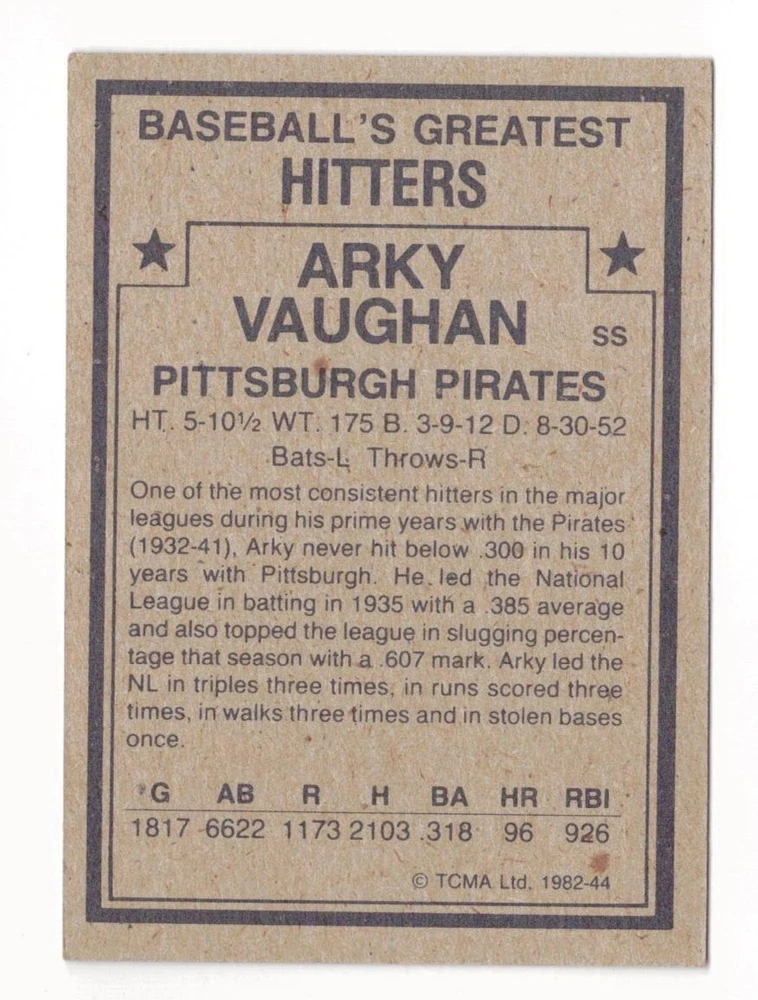 BASEBALL'S GREATEST
HITTERS
ARKY
VAUGHAN SS
PITTSBURGH PIRATES
HT. 5-10½ WT. 175 B. 3-9-12 D. 8-30-52
Bats-L Throws-R
One of the most consistent hitters in the major
leagues during his prime years with the Pirates
(1932-41), Arky never hit below .300 in his 10
years with Pittsburgh. He led the National
League in batting in 1935 with a .385 average
and also topped the league in slugging percen-
tage that season with a .607 mark. Arky led the
NL in triples three times, in runs scored three
times, in walks three times and in stolen bases
once.
G AB R H BA HR RBI
1817 6622 1173 2103 .318 96 926
© TCMA Ltd. 1982-44